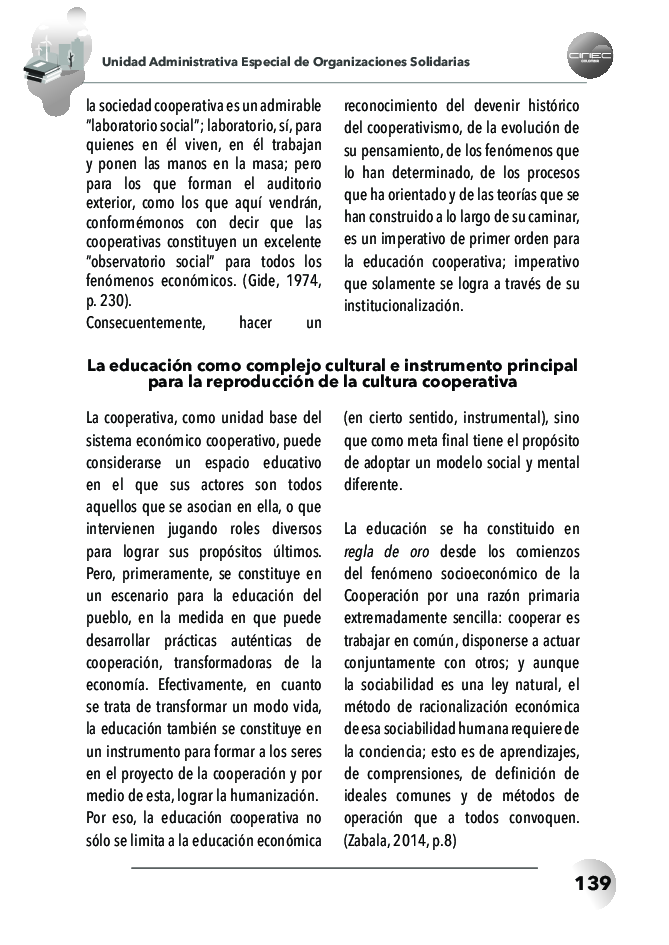 Unidad Administrativa Especial de Organizaciones Solidarias
CINEC
COLOMBIA
la sociedad cooperativa es un admirable
"laboratorio social"; laboratorio, sí, para
quienes en él viven, en él trabajan
y ponen las manos en la masa; pero
para los que forman el auditorio
exterior, como los que aquí vendrán,
conformémonos con decir que las
cooperativas constituyen un excelente
"observatorio social" para todos los
fenómenos económicos. (Gide, 1974,
p. 230).
Consecuentemente, hacer un
reconocimiento del devenir histórico
del cooperativismo, de la evolución de
su pensamiento, de los fenómenos que
lo han determinado, de los procesos
que ha orientado y de las teorías que se
han construido a lo largo de su caminar,
es un imperativo de primer orden para
la educación cooperativa; imperativo
que solamente se logra a través de su
institucionalización.
La educación como complejo cultural e instrumento principal
para la reproducción de la cultura cooperativa
La cooperativa, como unidad base del
sistema económico cooperativo, puede
considerarse un espacio educativo
en el que sus actores son todos
aquellos que se asocian en ella, o que
intervienen jugando roles diversos
para lograr sus propósitos últimos.
Pero, primeramente, se constituye en
un escenario para la educación del
pueblo, en la medida en que puede
desarrollar prácticas auténticas de
cooperación, transformadoras de la
economía. Efectivamente, en cuanto
se trata de transformar un modo vida,
la educación también se constituye en
un instrumento para formar a los seres
en el proyecto de la cooperación y por
medio de esta, lograr la humanización.
Por eso, la educación cooperativa no
sólo se limita a la educación económica
(en cierto sentido, instrumental), sino
que como meta final tiene el propósito
de adoptar un modelo social y mental
diferente.
La educación se ha constituido en
regla de oro desde los comienzos
del fenómeno socioeconómico de la
Cooperación por una razón primaria
extremadamente sencilla: cooperar es
trabajar en común, disponerse a actuar
conjuntamente con otros; y aunque
la sociabilidad es una ley natural, el
método de racionalización económica
de esa sociabilidad humana requiere de
la conciencia; esto es de aprendizajes,
de comprensiones, de definición de
ideales comunes y de métodos de
operación que a todos convoquen.
(Zabala, 2014, p.8)
139